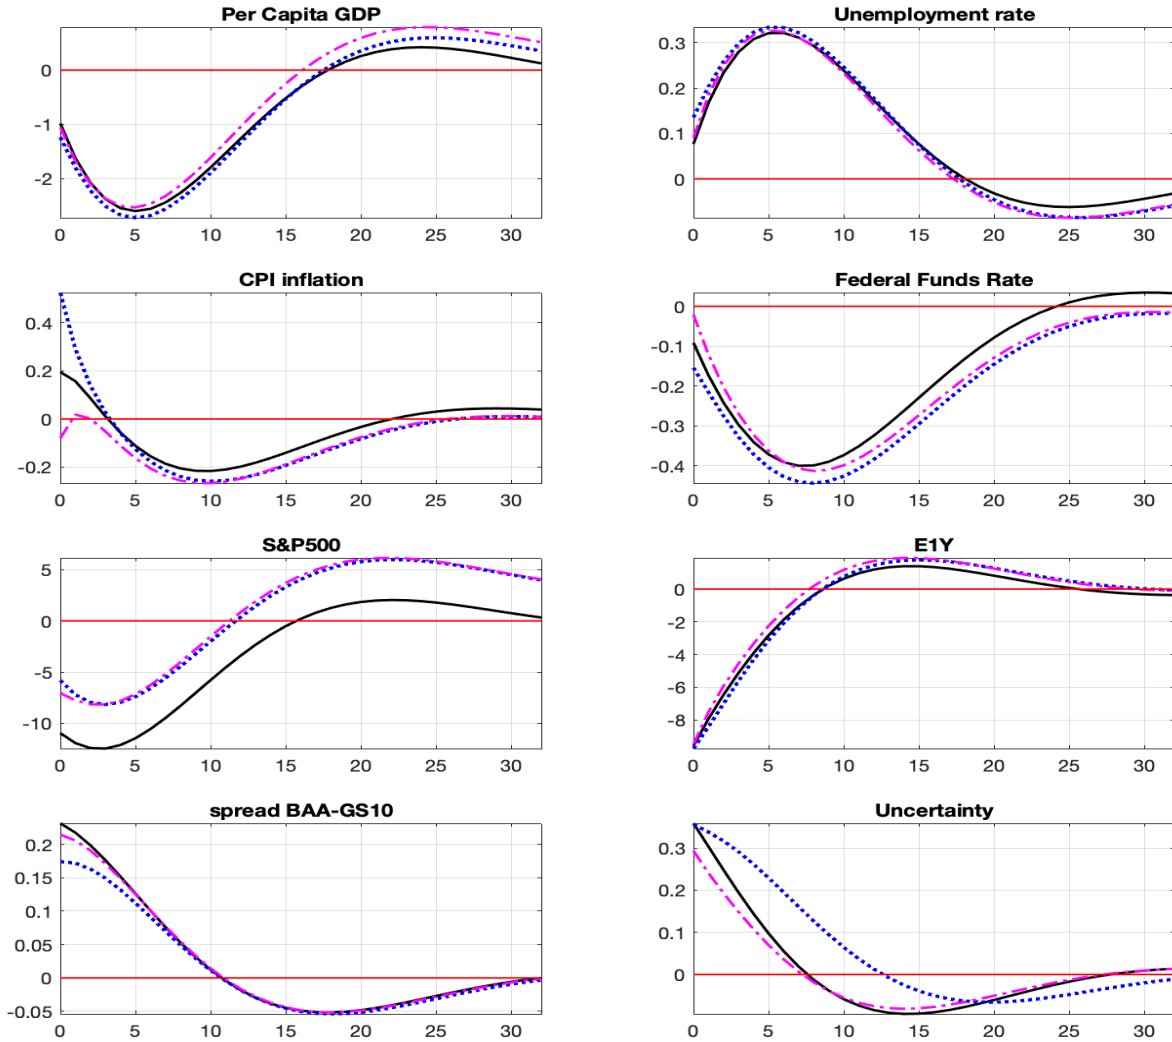 Per Capita GDP
0
-1
-2
0 5 10 15 20 25 30
Unemployment rate
0.3
0.2
0.1
0
0 5 10 15 20 25 30
CPI inflation
0.4
0.2
0
-0.2
0 5 10 15 20 25 30
Federal Funds Rate
0
-0.1
-0.2
-0.3
-0.4
0 5 10 15 20 25 30
S&P500
5
0
-5
-10
0 5 10 15 20 25 30
E1Y
0
-2
-4
-6
-8
0 5 10 15 20 25 30
spread BAA-GS10
0.2
0.15
0.1
0.05
0
-0.05
0 5 10 15 20 25 30
Uncertainty
0.3
0.2
0.1
0
0 5 10 15 20 25 30